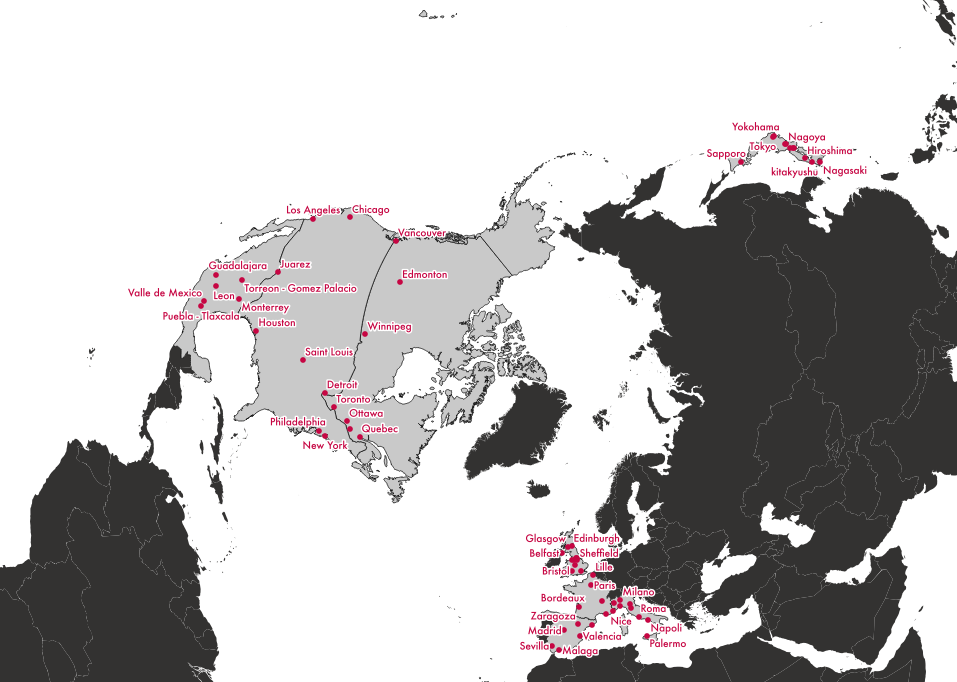 Yokohama
Nagoya
Tokyo
Hiroshima
Sapporo
kitakyushu
Nagasaki
Los Angeles
Chicago
Vancouver
Guadalajara
Juarez
Edmonton
Torreon - Gomez Palacio
Valle de Mexico
Leon
Monterrey
Puebla - Tlaxcala
Houston
Winnipeg
Saint Louis
Detroit
Toronto
Ottawa
Philadelphia
Quebec
New York
Glasgow
Edinburgh
Belfast
Sheffield
Bristol
Lille
Paris
Milano
Bordeaux
Roma
Zaragoza
Nice
Napoli
Madrid
València
Palermo
Sevilla
Malaga